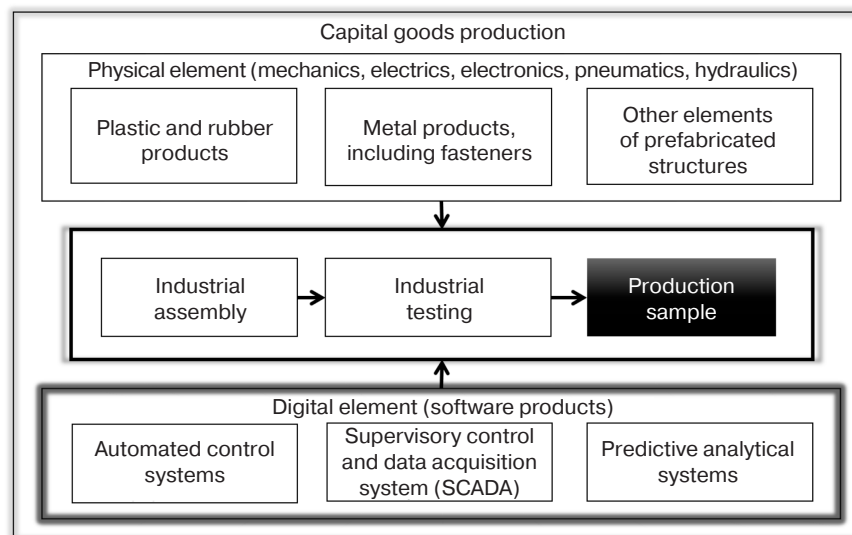 Capital goods production
Physical element (mechanics, electrics, electronics, pneumatics, hydraulics)
Plastic and rubber
products
Metal products,
including fasteners
Other elements
of prefabricated
structures
Industrial
assembly
Industrial
testing
Production
sample
Digital element (software products)
Automated control
systems
Supervisory control
and data acquisition
system (SCADA)
Predictive analytical
systems